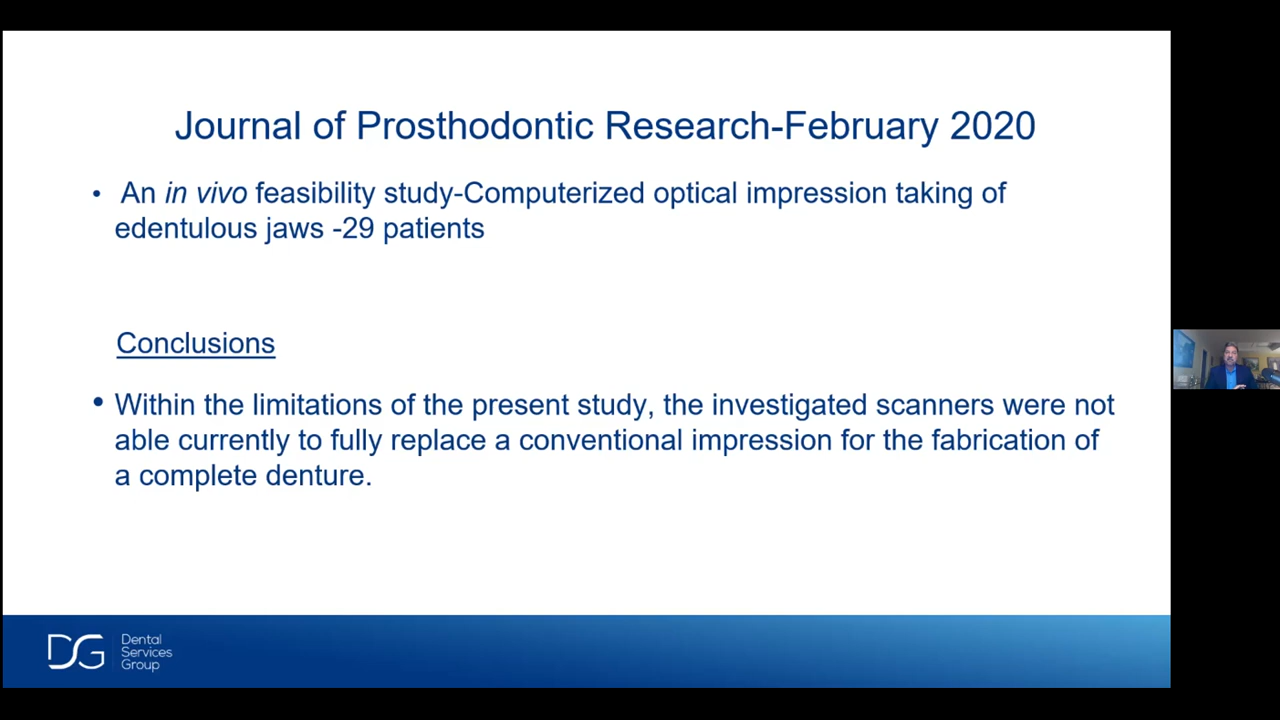 Journal of Prosthodontic Research-February 2020
• An in vivo feasibility study-Computerized optical impression taking of
edentulous jaws -29 patients
Conclusions
• Within the limitations of the present study, the investigated scanners were not
able currently to fully replace a conventional impression for the fabrication of
a complete denture.
DSG
Dental
Services
Group